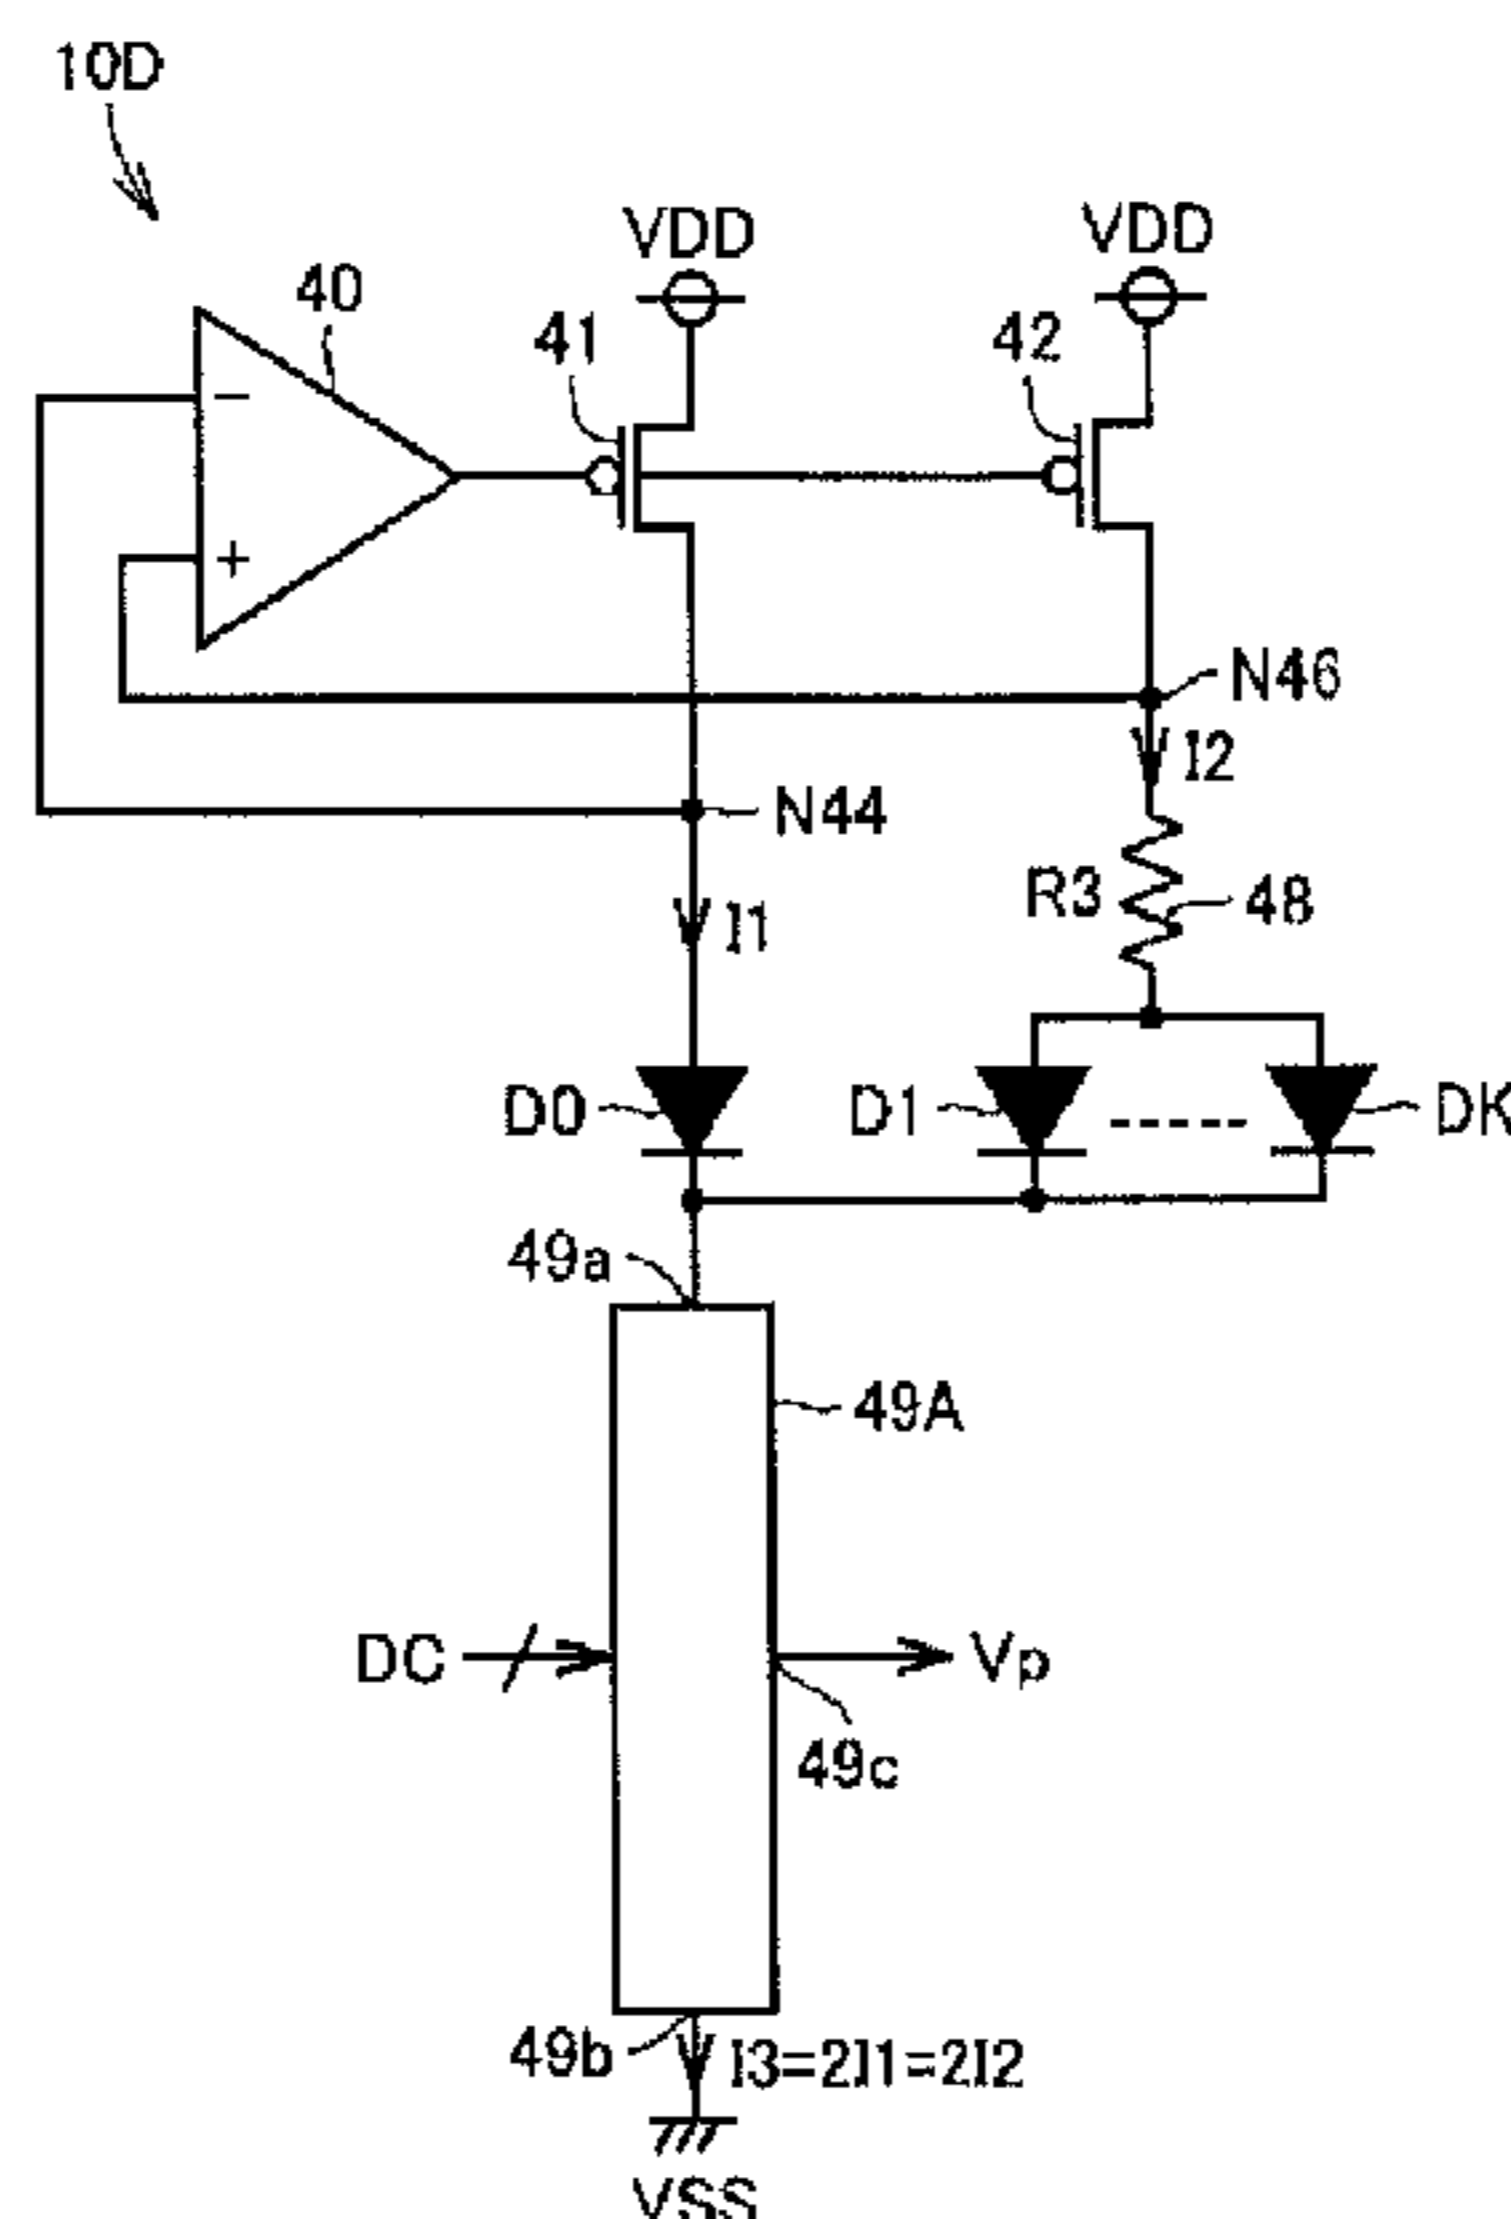 10D
VDD
VDD
40
41
42
−
+
N46
I2
N44
R3
48
I1
D0
D1
DK
49a
49A
DC
Vp
49c
49b
I3=2I1=2I2
VSS